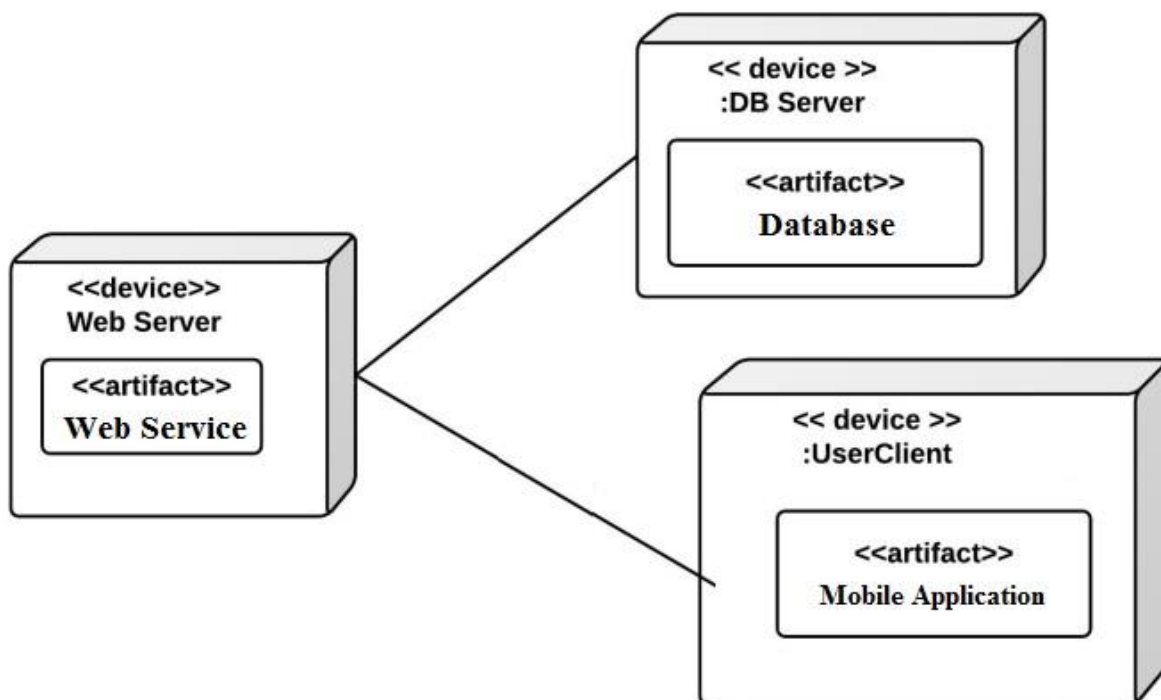 << device >>
:DB Server
<<artifact>>
Database
<<device>>
Web Server
<<artifact>>
Web Service
<< device >>
:UserClient
<<artifact>>
Mobile Application